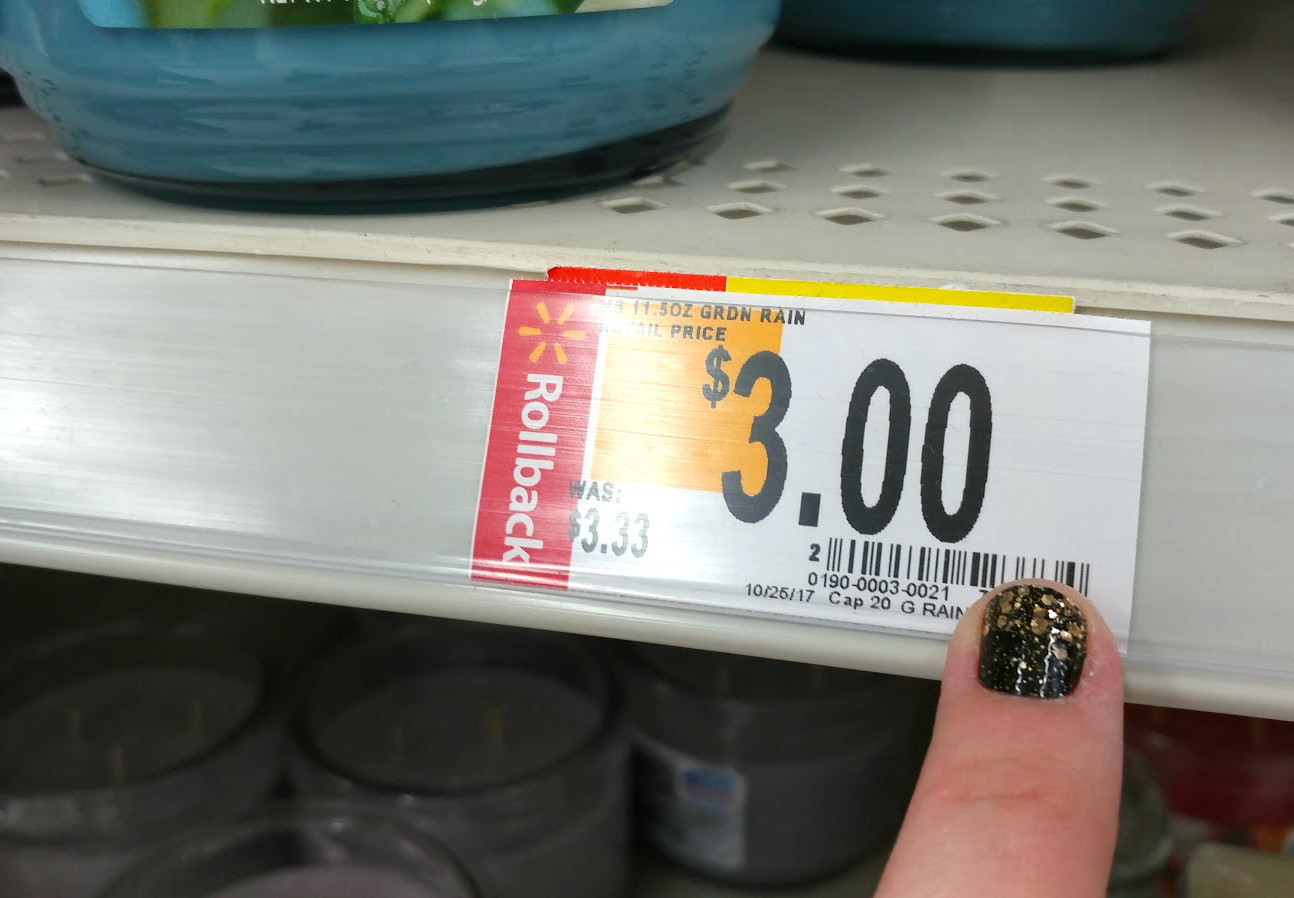 11.5OZ GRDN RAIN
RETAIL PRICE
$3.00
Rollback
WAS:
$3.33
2
0190-0003-0021
10/25/17 Cap 20 G RAIN